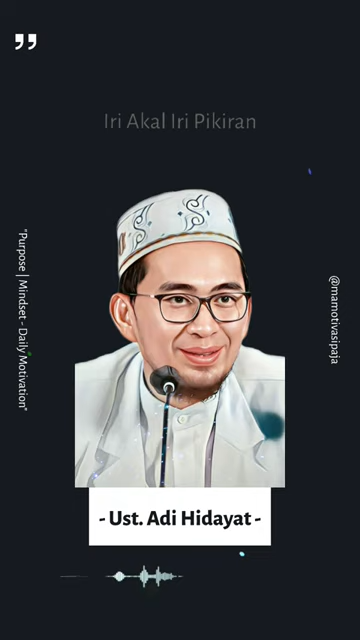 "
Iri Akal Iri Pikiran
"Purpose | Mindset - Daily Motivation"
@mamotivasipaja
- Ust. Adi Hidayat -